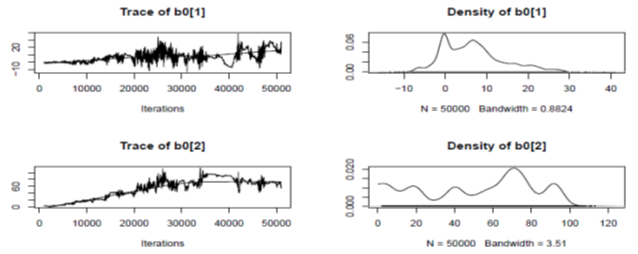 Trace of b0[1]
Density of b0[1]
−10 20
0 10000 20000 30000 40000 50000
Iterations
0.00 0.06
−10 0 10 20 30 40
N = 50000 Bandwidth = 0.8824
Trace of b0[2]
Density of b0[2]
0 60
0 10000 20000 30000 40000 50000
Iterations
0.000 0.020
0 20 40 60 80 100 120
N = 50000 Bandwidth = 3.51